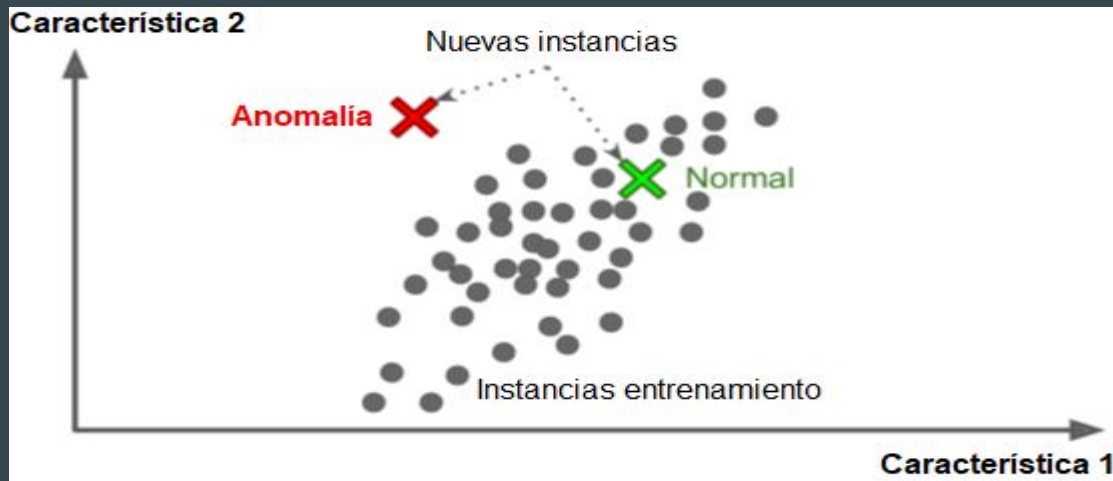 Característica 2
Nuevas instancias
Anomalía
Normal
Instancias entrenamiento
Característica 1